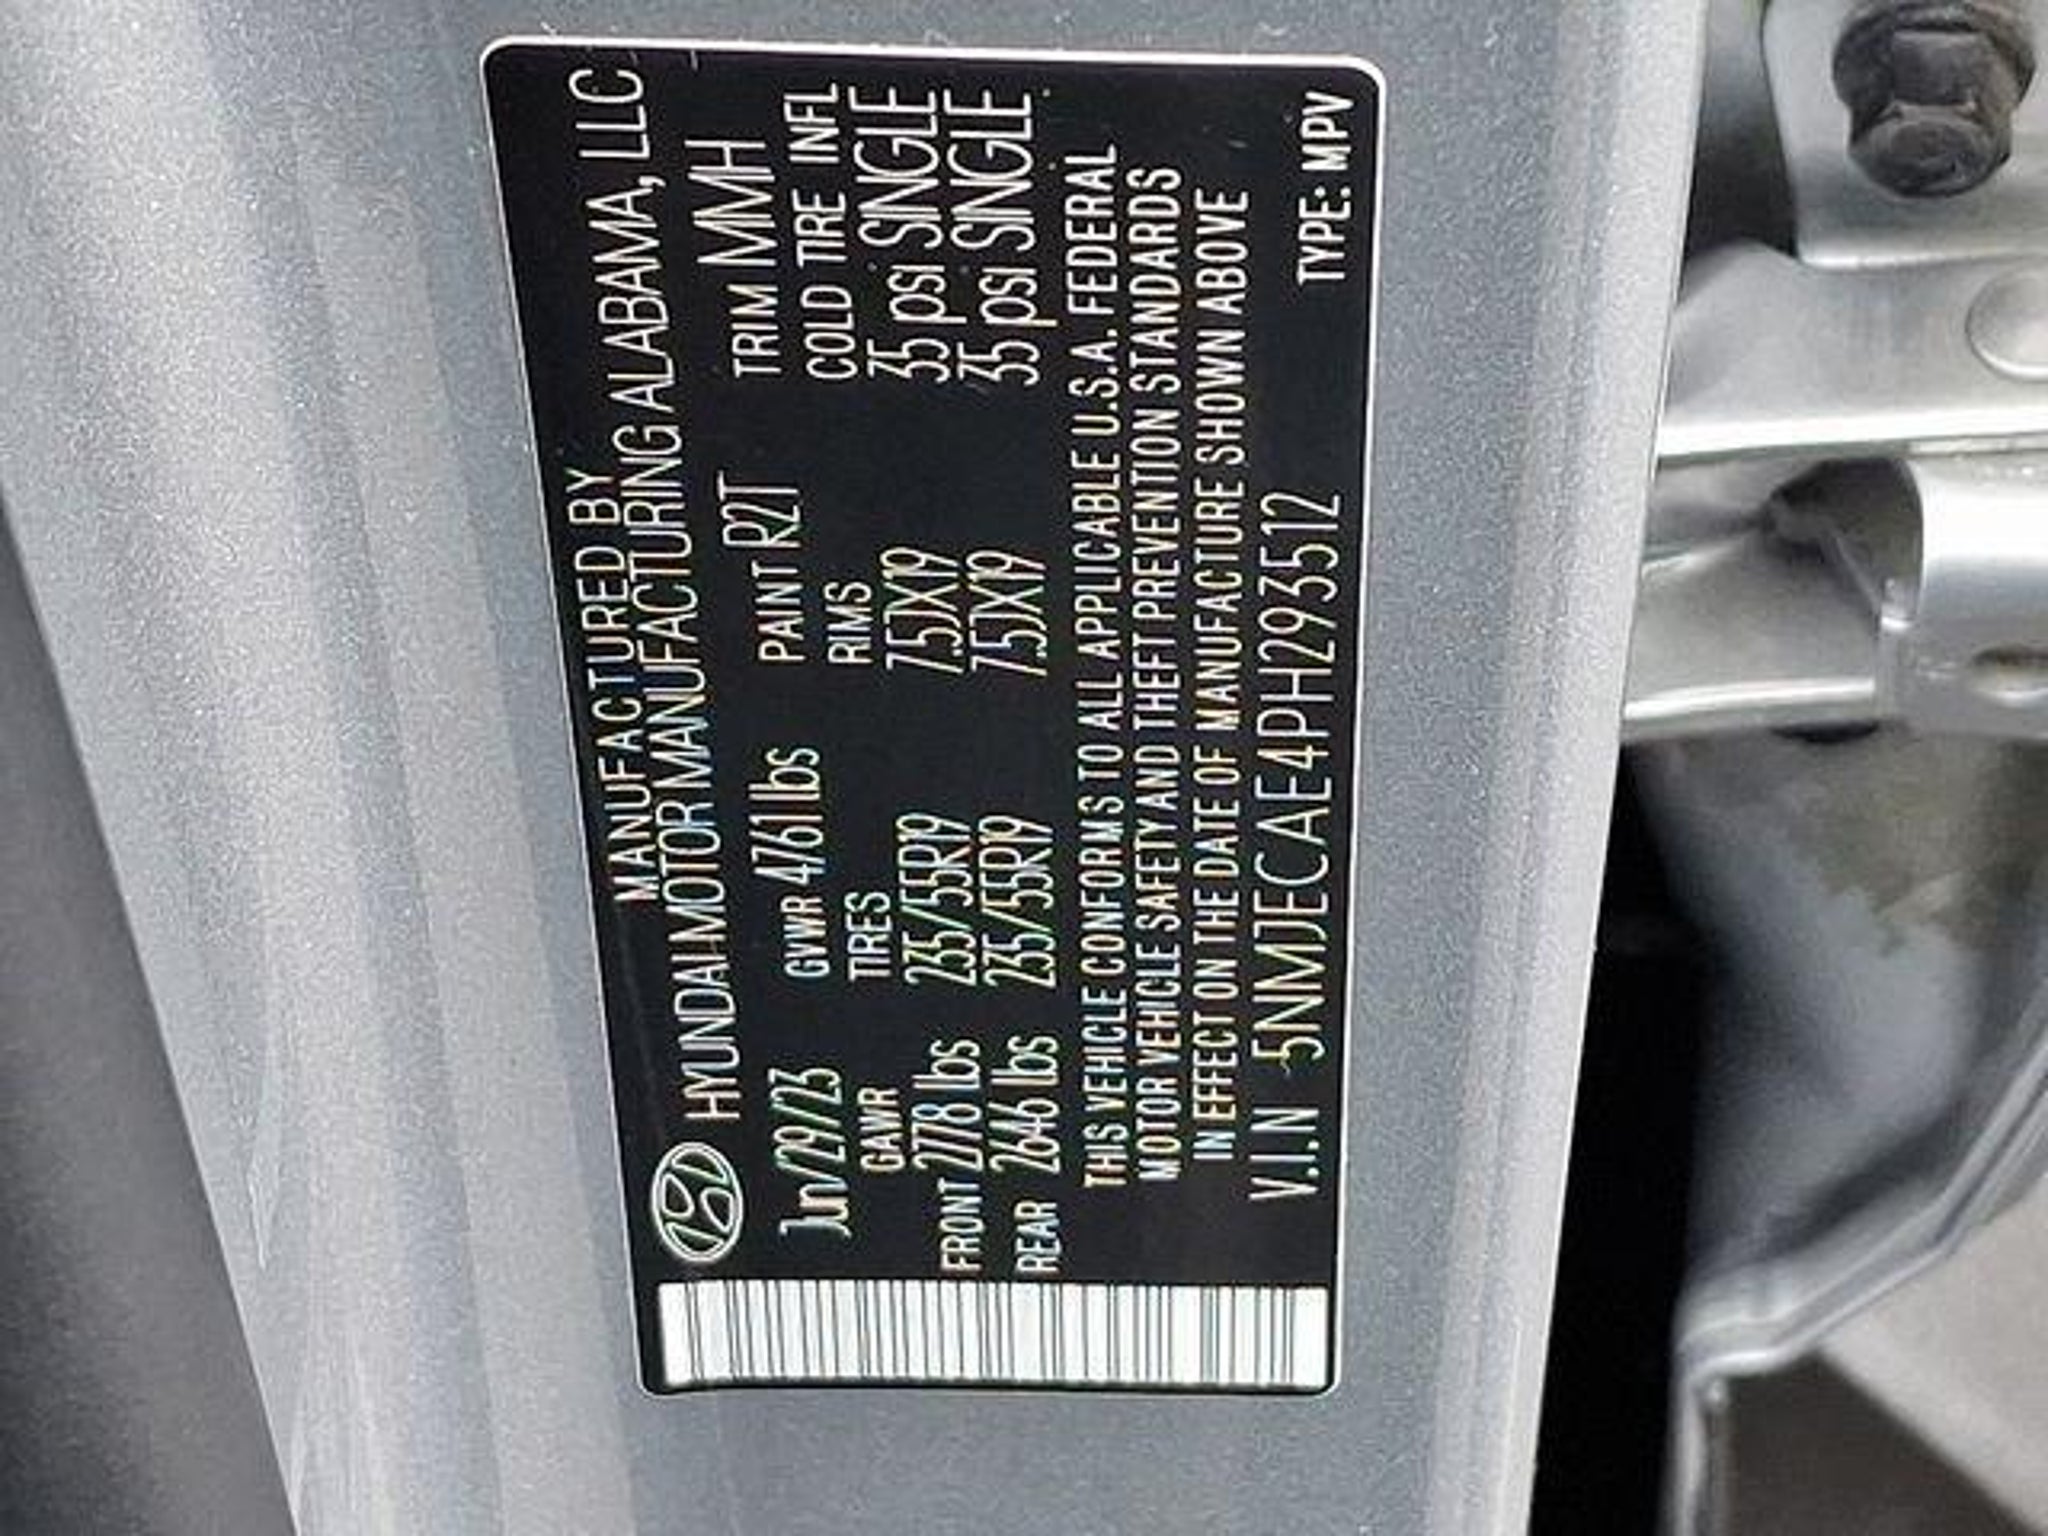 MANUFACTURED BY
HYUNDAI MOTOR MANUFACTURING ALABAMA, LLC
Jun/29/23 GVWR 4761 lbs PAINT R2T TRIM MMH
GAWR TIRES RIMS COLD TIRE INFL
FRONT 2778 lbs 235/55R19 7.5JX19 35 psi SINGLE
REAR 2646 lbs 235/55R19 7.5JX19 35 psi SINGLE
THIS VEHICLE CONFORMS TO ALL APPLICABLE U.S.A. FEDERAL
MOTOR VEHICLE SAFETY AND THEFT PREVENTION STANDARDS
IN EFFECT ON THE DATE OF MANUFACTURE SHOWN ABOVE
V.I.N 5NMJECAE4PH293512 TYPE: MPV